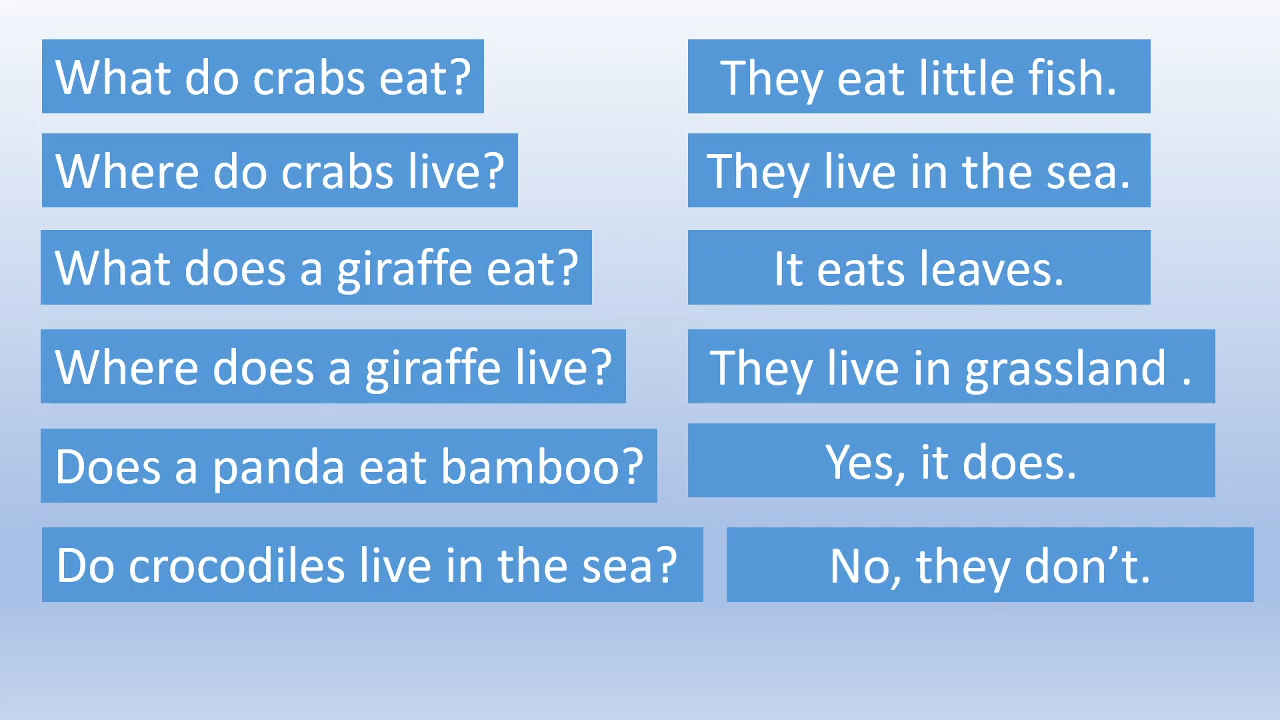 What do crabs eat?
They eat little fish.
Where do crabs live?
They live in the sea.
What does a giraffe eat?
It eats leaves.
Where does a giraffe live?
They live in grassland .
Does a panda eat bamboo?
Yes, it does.
Do crocodiles live in the sea?
No, they don’t.